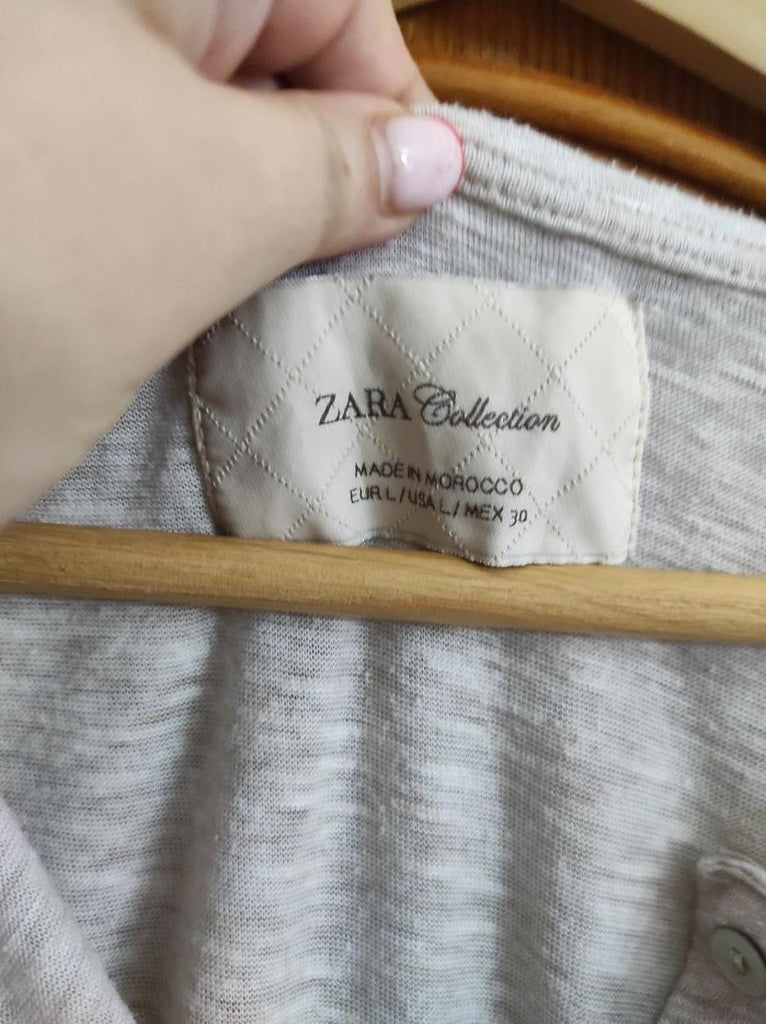 ZARA Collection
MADE IN MOROCCO
EUR L / USA L / MEX 30